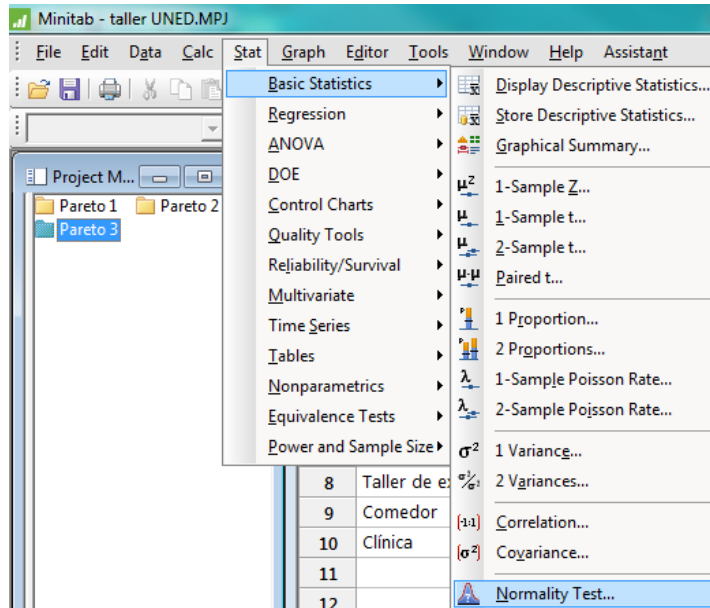 Minitab - taller UNED.MPJ
File Edit Data Calc Stat Graph Editor Tools Window Help Assistant
Project M...
Pareto 1 Pareto 2
Pareto 3
Basic Statistics
Regression
ANOVA
DOE
Control Charts
Quality Tools
Reliability/Survival
Multivariate
Time Series
Tables
Nonparametrics
Equivalence Tests
Power and Sample Size
Display Descriptive Statistics...
Store Descriptive Statistics...
Graphical Summary...
1-Sample Z...
1-Sample t...
2-Sample t...
Paired t...
1 Proportion...
2 Proportions...
1-Sample Poisson Rate...
2-Sample Poisson Rate...
σ² 1 Variance...
2 Variances...
Correlation...
Covariance...
Normality Test...
8 Taller de
9 Comedor
10 Clínica
11
12